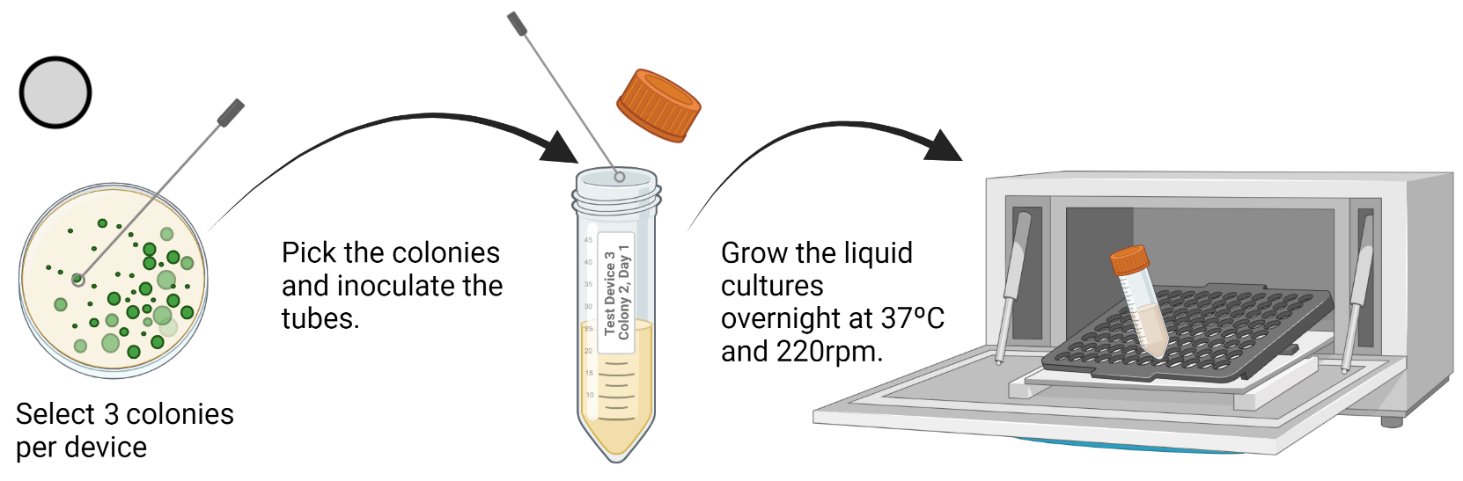 Select 3 colonies
per device
Pick the colonies
and inoculate the
tubes.
45
40
35
30
25
20
15
10
Test Device 3
Colony 2, Day 1
Grow the liquid
cultures
overnight at 37ºC
and 220rpm.